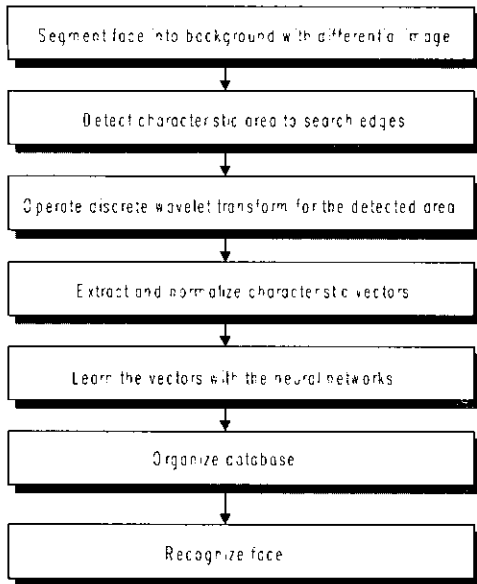 Segment face into background with differential image
Detect characteristic area to search edges
Operate discrete wavelet transform for the detected area
Extract and normalize characteristic vectors
Learn the vectors with the neural networks
Organize database
Recognize face